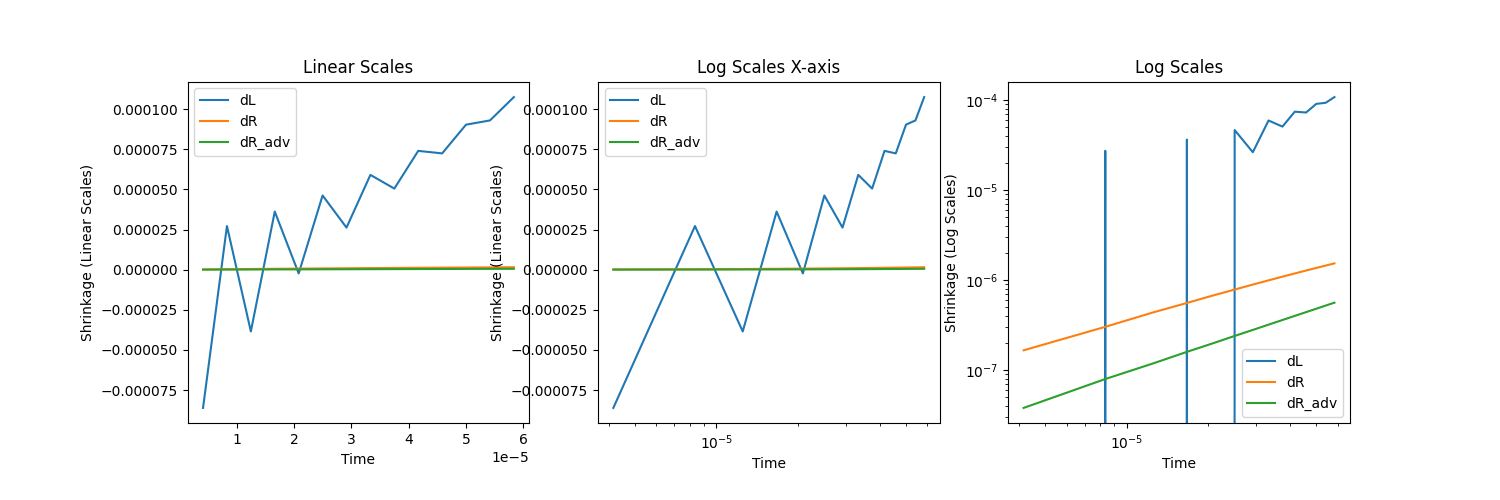 Linear Scales
Shrinkage (Linear Scales)
0.000100
0.000075
0.000050
0.000025
0.000000
−0.000025
−0.000050
−0.000075
dL
dR
dR_adv
1 2 3 4 5 6
1e−5
Time
Log Scales X-axis
Shrinkage (Linear Scales)
0.000100
0.000075
0.000050
0.000025
0.000000
−0.000025
−0.000050
−0.000075
dL
dR
dR_adv
10⁻⁵
Time
Log Scales
Shrinkage (Log Scales)
10⁻⁴
10⁻⁵
10⁻⁶
10⁻⁷
dL
dR
dR_adv
10⁻⁵
Time